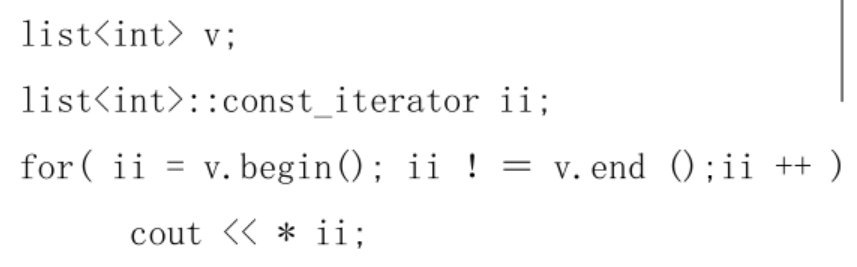 list<int> v;
list<int>::const_iterator ii;
for( ii = v.begin(); ii ! = v.end ();ii ++ )
cout << * ii;